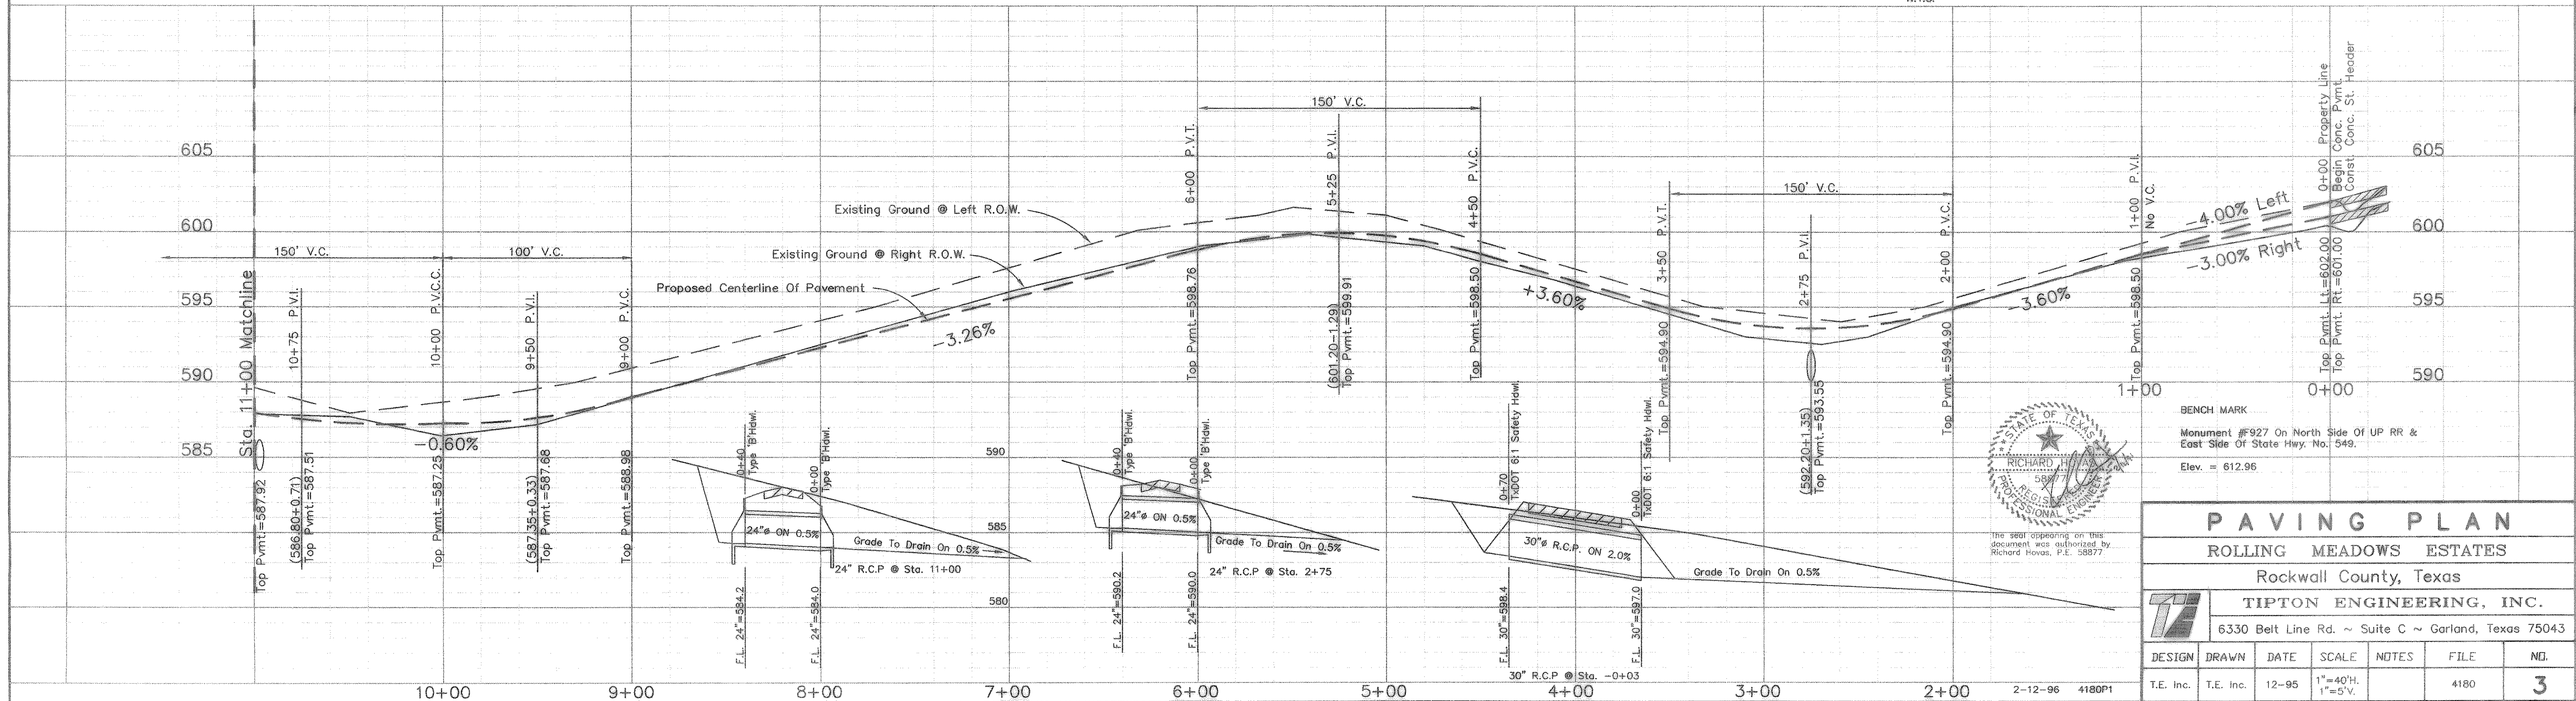 605
600
595
590
585
Sta. 11+00 Matchline
Top Pvmt.=587.92
150' V.C.
10+75 P.V.I.
(586.80+0.71)
Top Pvmt.=587.51
10+00 P.V.C.
Top Pvmt.=587.25
-0.60%
100' V.C.
9+50 P.V.I.
(587.35+0.33)
Top Pvmt.=587.68
9+00 P.V.C.
Top Pvmt.=588.98
Existing Ground @ Left R.O.W.
Existing Ground @ Right R.O.W.
Proposed Centerline Of Pavement
-3.26%
150' V.C.
6+00 P.V.T.
Top Pvmt.=598.76
5+25 P.V.I.
(601.20-1.29)
Top Pvmt.=599.91
4+50 P.V.C.
Top Pvmt.=598.50
+3.60%
150' V.C.
3+50 P.V.T.
Top Pvmt.=594.90
2+75 P.V.I.
(592.20+1.35)
Top Pvmt.=593.55
2+00 P.V.C.
Top Pvmt.=594.90
-3.60%
1+00 P.V.I.
No V.C.
Top Pvmt.=598.50
-4.00% Left
-3.00% Right
0+00 Property Line
Begin Conc. Pvmt.
Const. Conc. St. Header
Top Pvmt. Lt.=602.00
Top Pvmt. Rt.=601.00
605
600
595
590
1+00
0+00
0+40
Type 'B'Hdwl.
0+00
Type 'B'Hdwl.
24"ø ON 0.5%
Grade To Drain On 0.5%
24" R.C.P @ Sta. 11+00
F.L. 24"=584.2
F.L. 24"=584.0
590
585
580
0+40
Type 'B'Hdwl.
0+00
Type 'B'Hdwl.
24"ø ON 0.5%
Grade To Drain On 0.5%
24" R.C.P @ Sta. 2+75
F.L. 24"=590.2
F.L. 24"=590.0
0+70
TxDOT 6:1 Safety Hdwl.
0+00
TxDOT 6:1 Safety Hdwl.
30"ø R.C.P. ON 2.0%
Grade To Drain On 0.5%
F.L. 30"=598.4
F.L. 30"=597.0
30" R.C.P @ Sta. -0+03
10+00
9+00
8+00
7+00
6+00
5+00
4+00
3+00
2+00
2-12-96 4180P1
BENCH MARK
Monument #F927 On North Side Of UP RR &
East Side Of State Hwy. No. 549.
Elev. = 612.96
STATE OF TEXAS
RICHARD HOVAS
58877
REGISTERED
PROFESSIONAL ENGINEER
The seal appearing on this
document was authorized by
Richard Hovas, P.E. 58877
PAVING PLAN
ROLLING MEADOWS ESTATES
Rockwall County, Texas
TIPTON ENGINEERING, INC.
6330 Belt Line Rd. ~ Suite C ~ Garland, Texas 75043
DESIGN DRAWN DATE SCALE NOTES FILE NO.
T.E. Inc. T.E. Inc. 12-95 1"=40'H. 4180 3
1"=5'V.